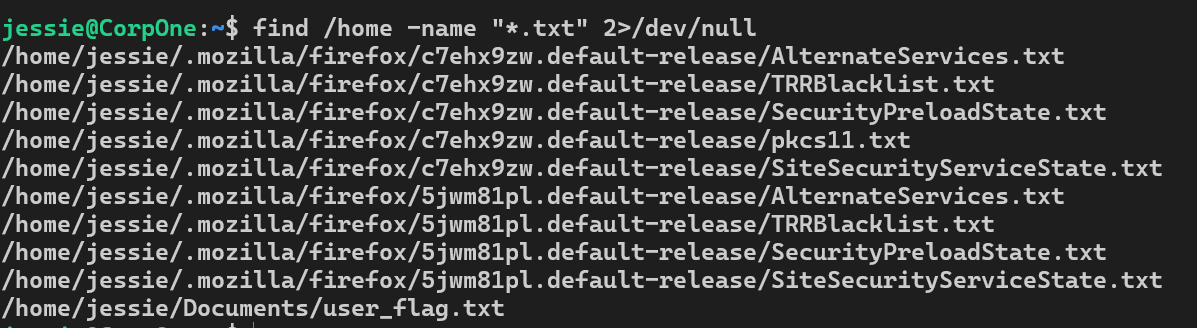 jessie@CorpOne:~$ find /home -name "*.txt" 2>/dev/null
/home/jessie/.mozilla/firefox/c7ehx9zw.default-release/AlternateServices.txt
/home/jessie/.mozilla/firefox/c7ehx9zw.default-release/TRRBlacklist.txt
/home/jessie/.mozilla/firefox/c7ehx9zw.default-release/SecurityPreloadState.txt
/home/jessie/.mozilla/firefox/c7ehx9zw.default-release/pkcs11.txt
/home/jessie/.mozilla/firefox/c7ehx9zw.default-release/SiteSecurityServiceState.txt
/home/jessie/.mozilla/firefox/5jwm81pl.default-release/AlternateServices.txt
/home/jessie/.mozilla/firefox/5jwm81pl.default-release/TRRBlacklist.txt
/home/jessie/.mozilla/firefox/5jwm81pl.default-release/SecurityPreloadState.txt
/home/jessie/.mozilla/firefox/5jwm81pl.default-release/SiteSecurityServiceState.txt
/home/jessie/Documents/user_flag.txt